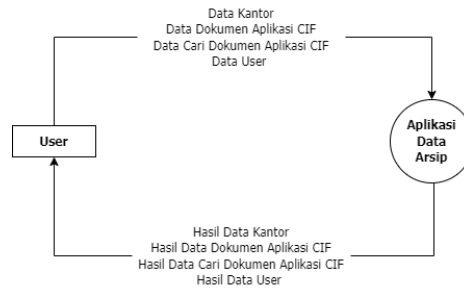 Data Kantor
Data Dokumen Aplikasi CIF
Data Cari Dokumen Aplikasi CIF
Data User
User
Aplikasi
Data
Arsip
Hasil Data Kantor
Hasil Data Dokumen Aplikasi CIF
Hasil Data Cari Dokumen Aplikasi CIF
Hasil Data User